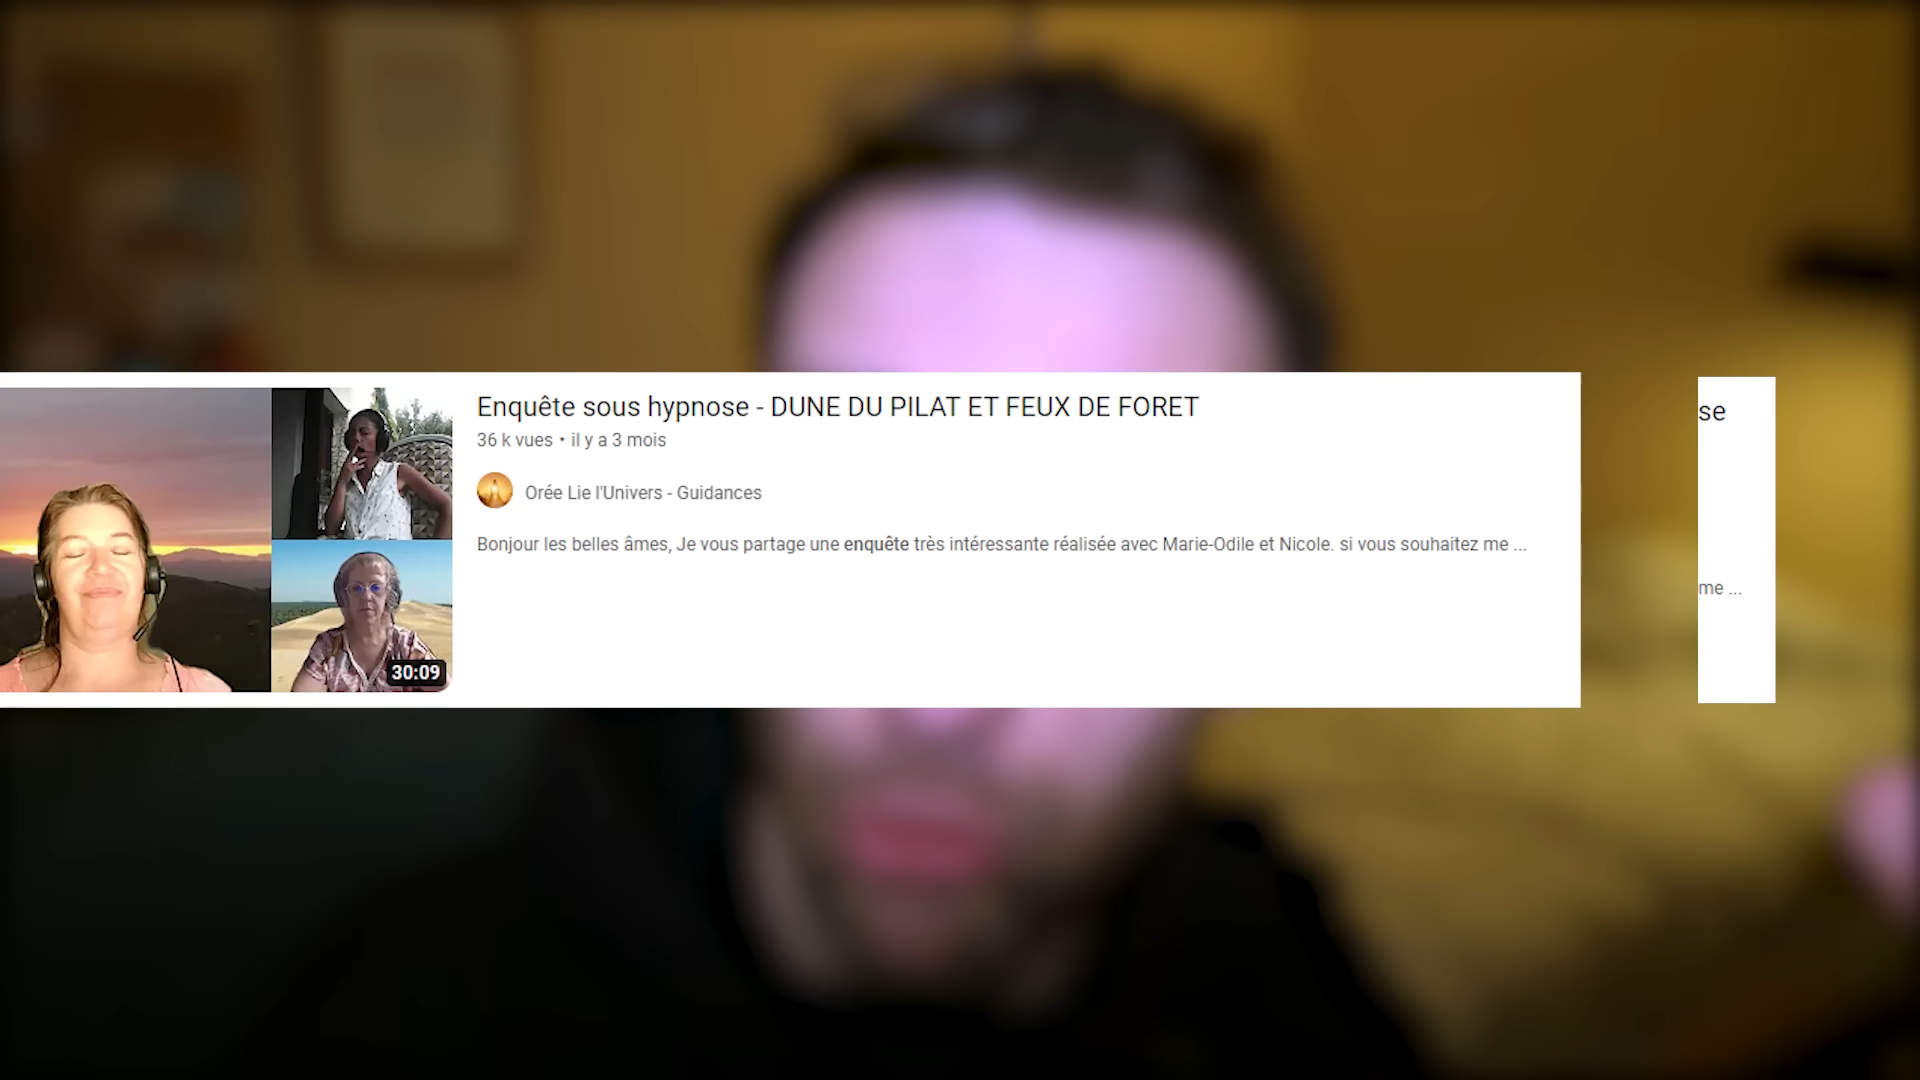 Enquête sous hypnose - DUNE DU PILAT ET FEUX DE FORET
36 k vues • il y a 3 mois
Orée Lie l'Univers - Guidances
Bonjour les belles âmes, Je vous partage une enquête très intéressante réalisée avec Marie-Odile et Nicole. si vous souhaitez me ...
30:09
se
me ...